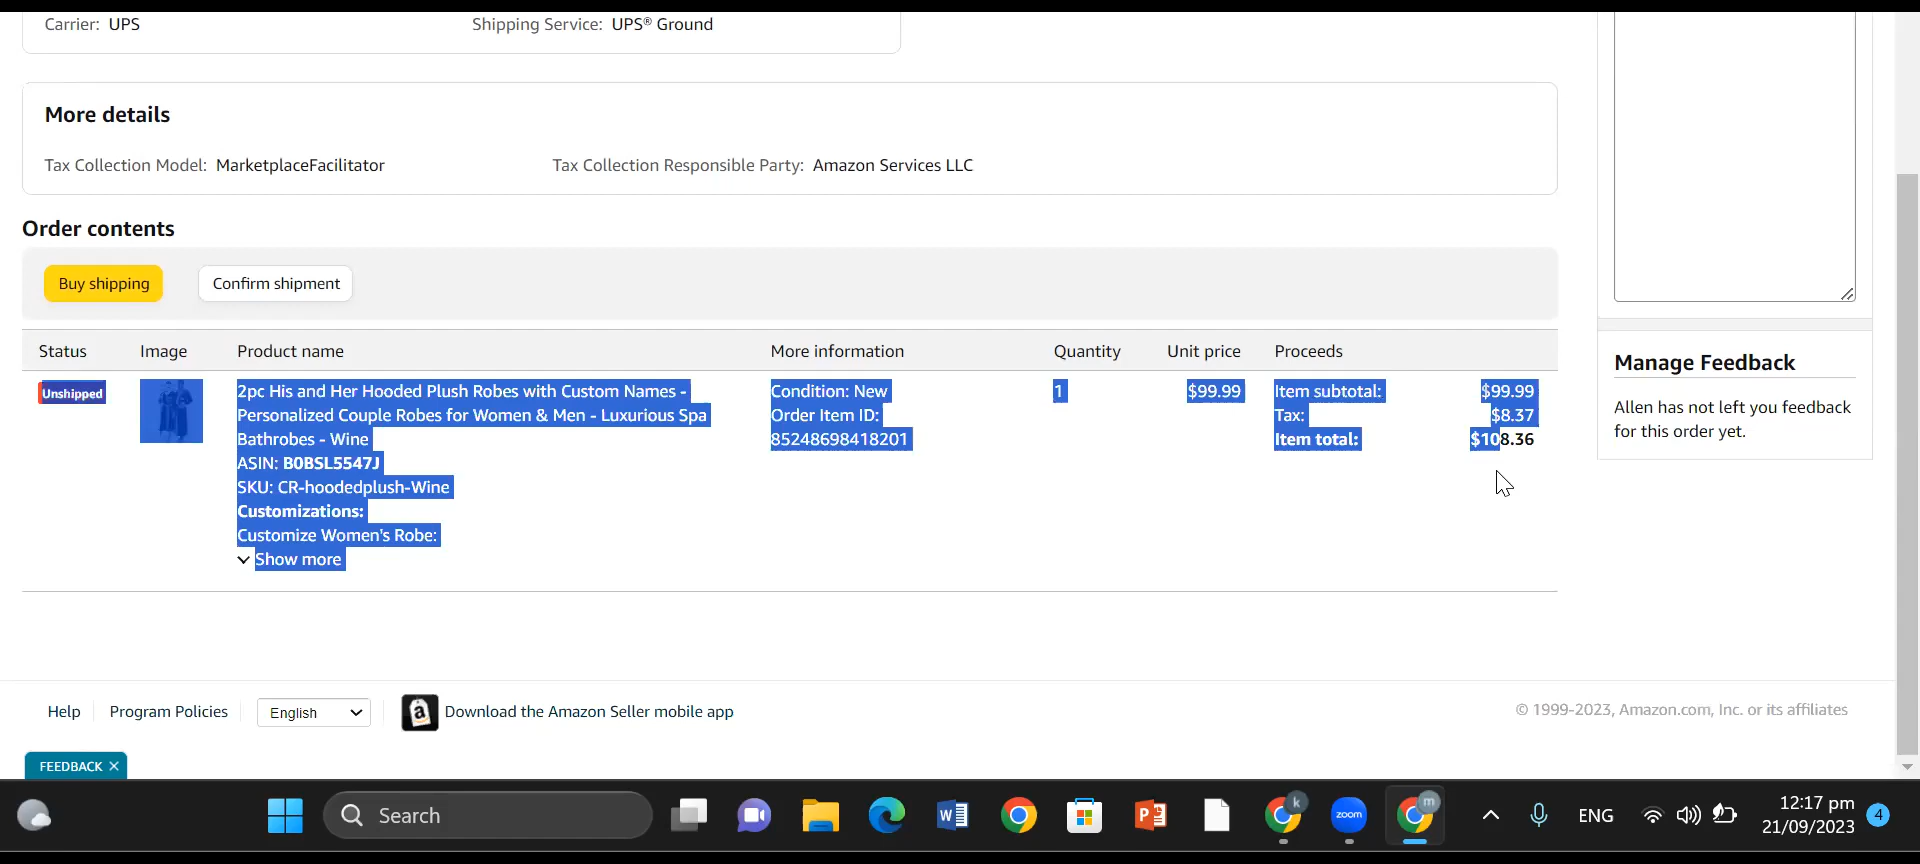 Carrier: UPS
Shipping Service: UPS® Ground
More details
Tax Collection Model: MarketplaceFacilitator
Tax Collection Responsible Party: Amazon Services LLC
Order contents
Buy shipping
Confirm shipment
Status
Image
Product name
More information
Quantity
Unit price
Proceeds
Unshipped
2pc His and Her Hooded Plush Robes with Custom Names -
Personalized Couple Robes for Women & Men - Luxurious Spa
Bathrobes - Wine
ASIN: B0BSL5547J
SKU: CR-hoodedplush-Wine
Customizations:
Customize Women's Robe:
Show more
Condition: New
Order Item ID:
85248698418201
1
$99.99
Item subtotal: $99.99
Tax: $8.37
Item total: $108.36
Manage Feedback
Allen has not left you feedback
for this order yet.
Help
Program Policies
English
a
Download the Amazon Seller mobile app
© 1999-2023, Amazon.com, Inc. or its affiliates
FEEDBACK ×
Search
W
P
k
zoom
m
ENG
12:17 pm
21/09/2023
4